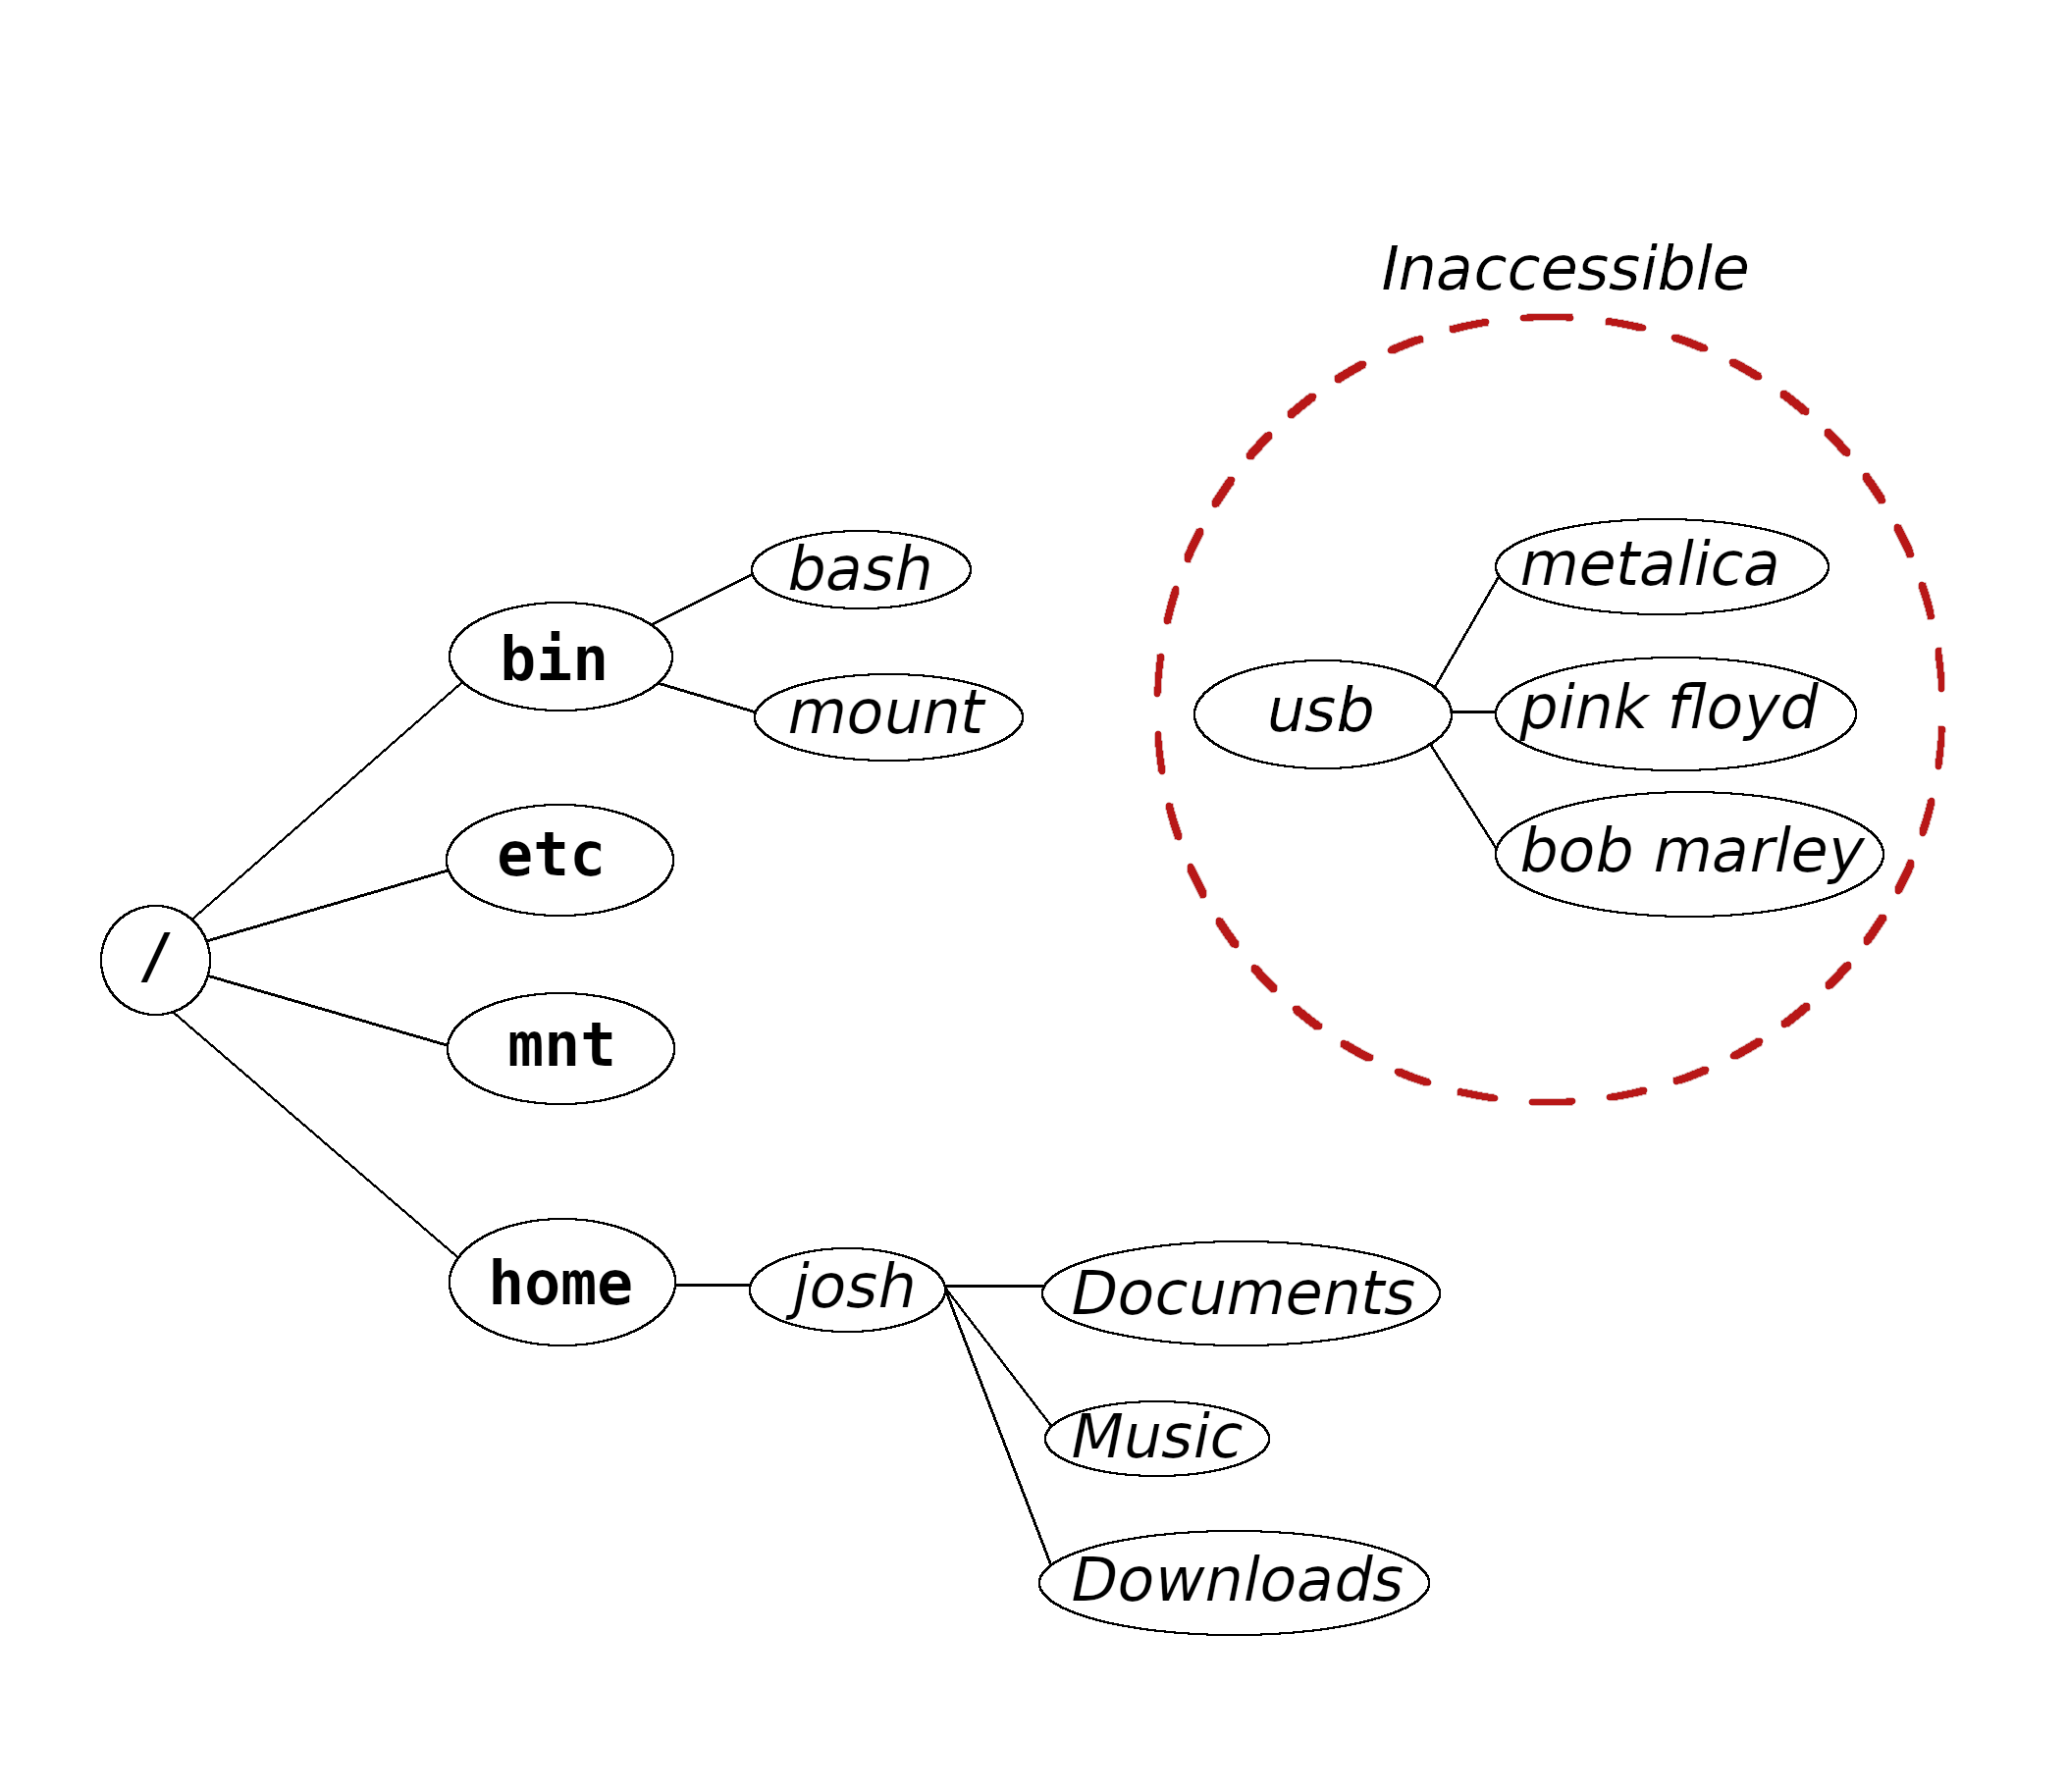 Inaccessible
bash
metalica
bin
mount
usb
pink floyd
etc
bob marley
/
mnt
home
josh
Documents
Music
Downloads